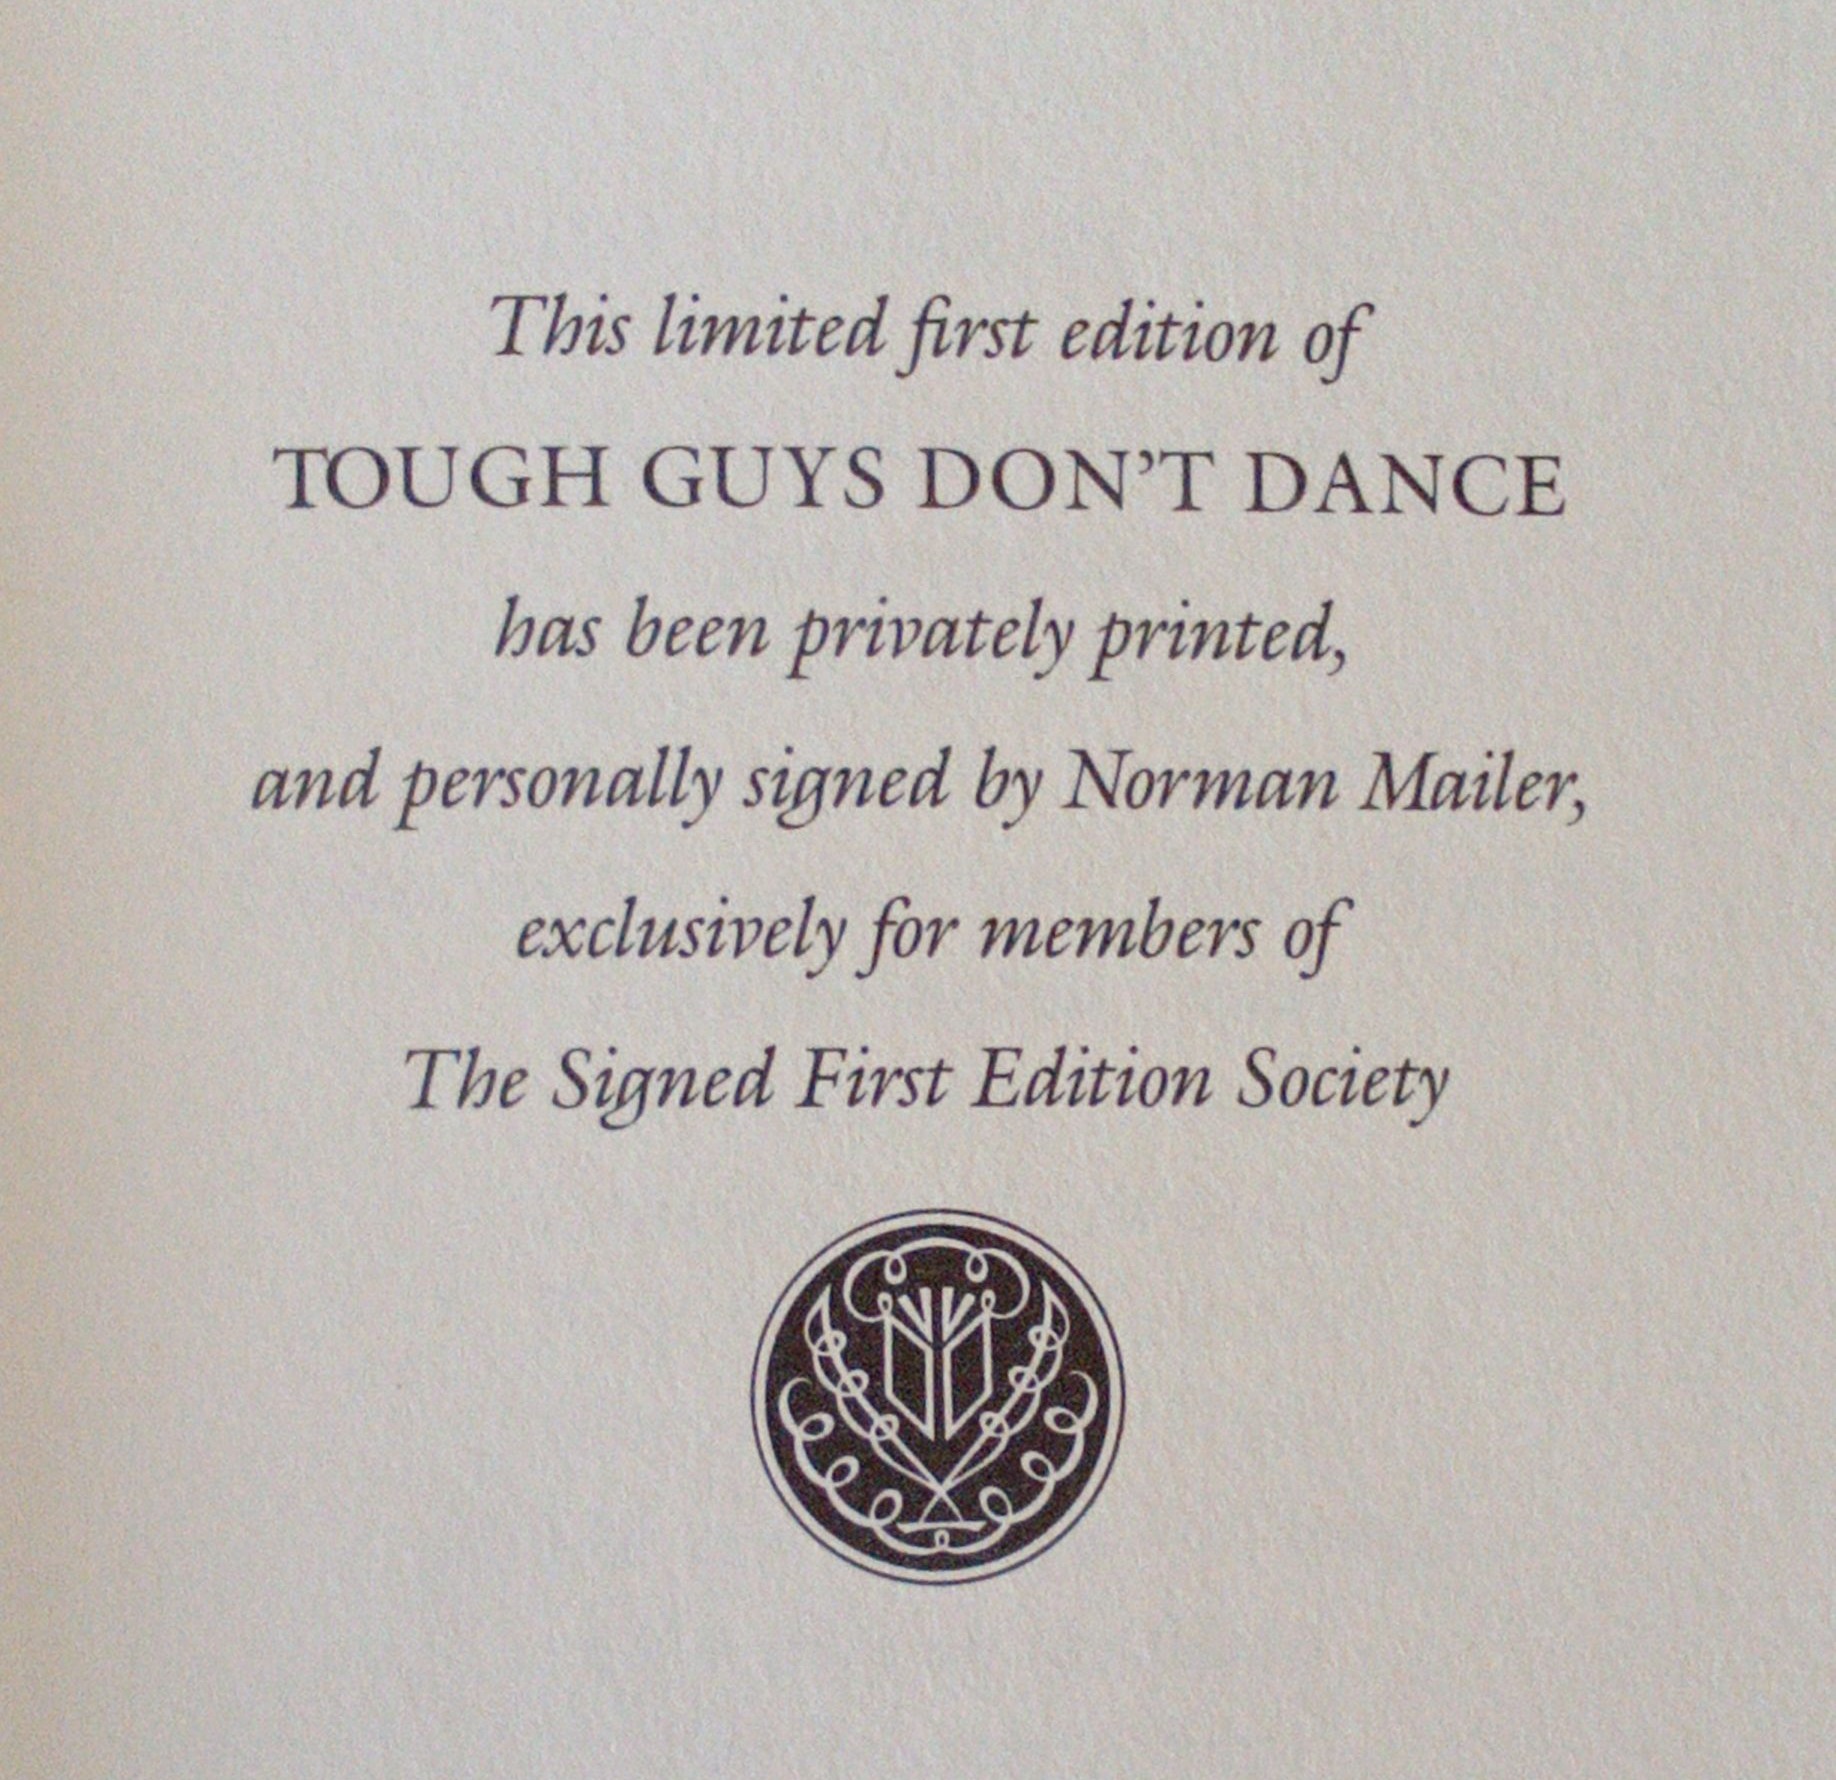 This limited first edition of
TOUGH GUYS DON'T DANCE
has been privately printed,
and personally signed by Norman Mailer,
exclusively for members of
The Signed First Edition Society